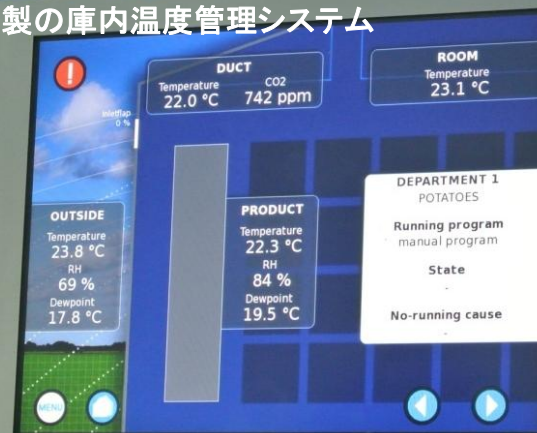 製の庫内温度管理システム
DUCT
Temperature
22.0 °C
CO2
742 ppm
ROOM
Temperature
23.1 °C
Inletflap
0 %
OUTSIDE
Temperature
23.8 °C
RH
69 %
Dewpoint
17.8 °C
PRODUCT
Temperature
22.3 °C
RH
84 %
Dewpoint
19.5 °C
DEPARTMENT 1
POTATOES
Running program
manual program
State
-
No-running cause
-
MENU